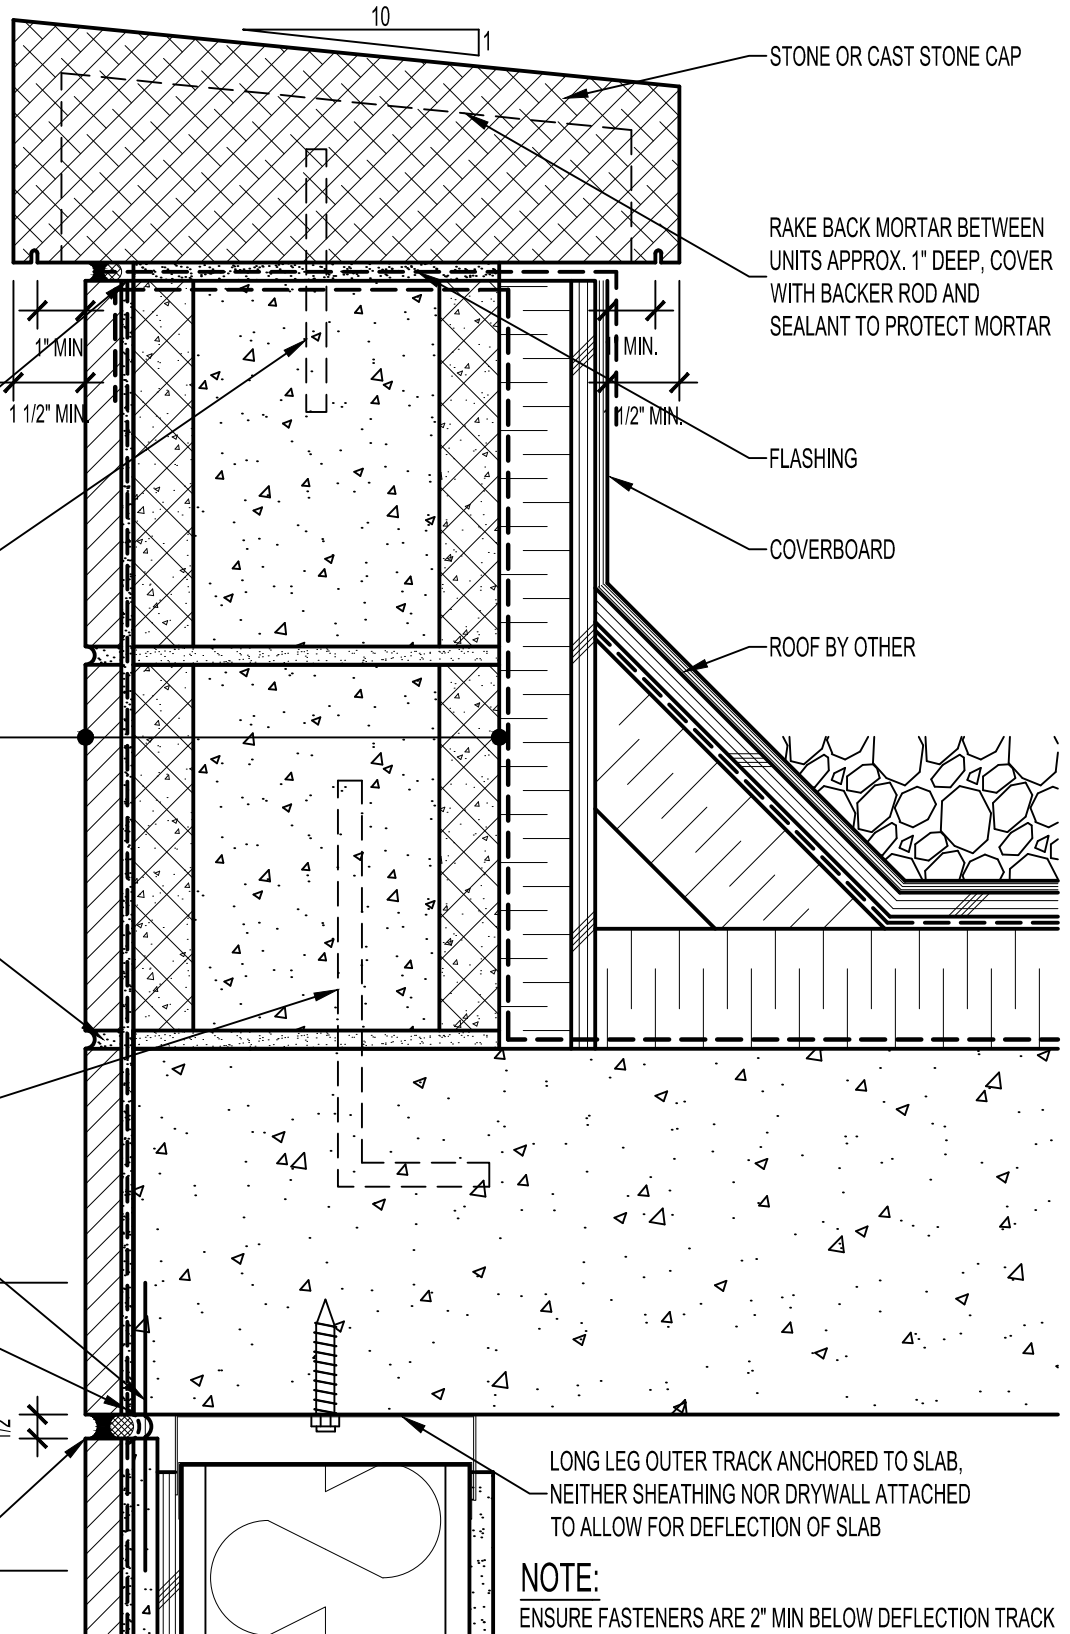 10
1
STONE OR CAST STONE CAP
RAKE BACK MORTAR BETWEEN
UNITS APPROX. 1" DEEP, COVER
WITH BACKER ROD AND
SEALANT TO PROTECT MORTAR
1" MIN
MIN.
1 1/2" MIN.
1/2" MIN.
FLASHING
COVERBOARD
ROOF BY OTHER
1/2
LONG LEG OUTER TRACK ANCHORED TO SLAB,
NEITHER SHEATHING NOR DRYWALL ATTACHED
TO ALLOW FOR DEFLECTION OF SLAB
NOTE:
ENSURE FASTENERS ARE 2" MIN BELOW DEFLECTION TRACK